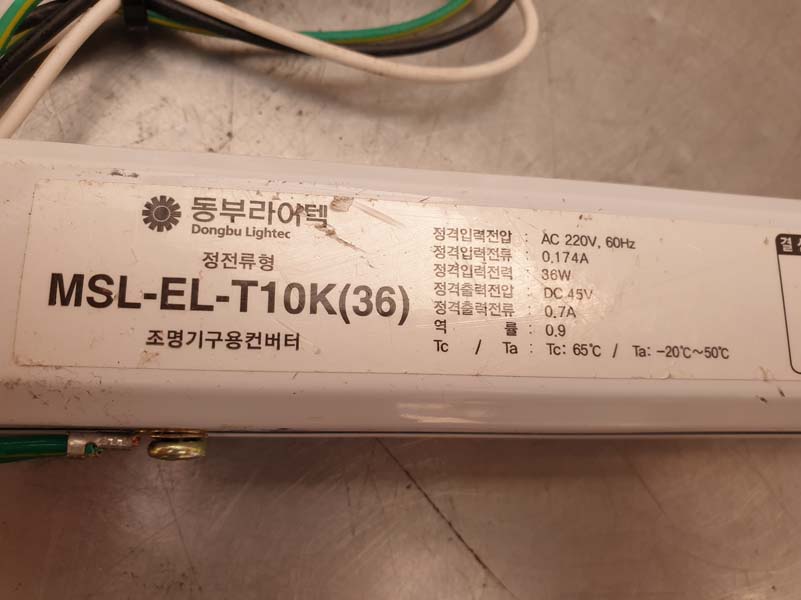 동부라이텍
Dongbu Lightec
정전류형
MSL-EL-T10K(36)
조명기구용컨버터
정격입력전압 : AC 220V, 60Hz
정격입력전류 : 0.174A
정격입력전력 : 36W
정격출력전압 : DC 45V
정격출력전류 : 0.7A
역 률 : 0.9
Tc / Ta : Tc: 65℃ / Ta: -20℃~50℃
결